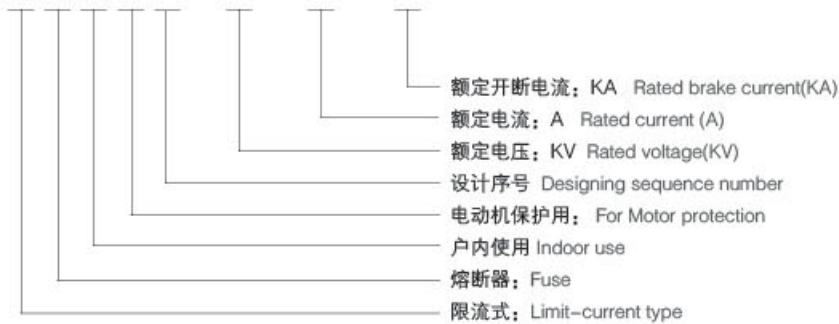 额定开断电流：KA Rated brake current(KA)
额定电流：A Rated current (A)
额定电压：KV Rated voltage(KV)
设计序号 Designing sequence number
电动机保护用：For Motor protection
户内使用 Indoor use
熔断器：Fuse
限流式：Limit-current type